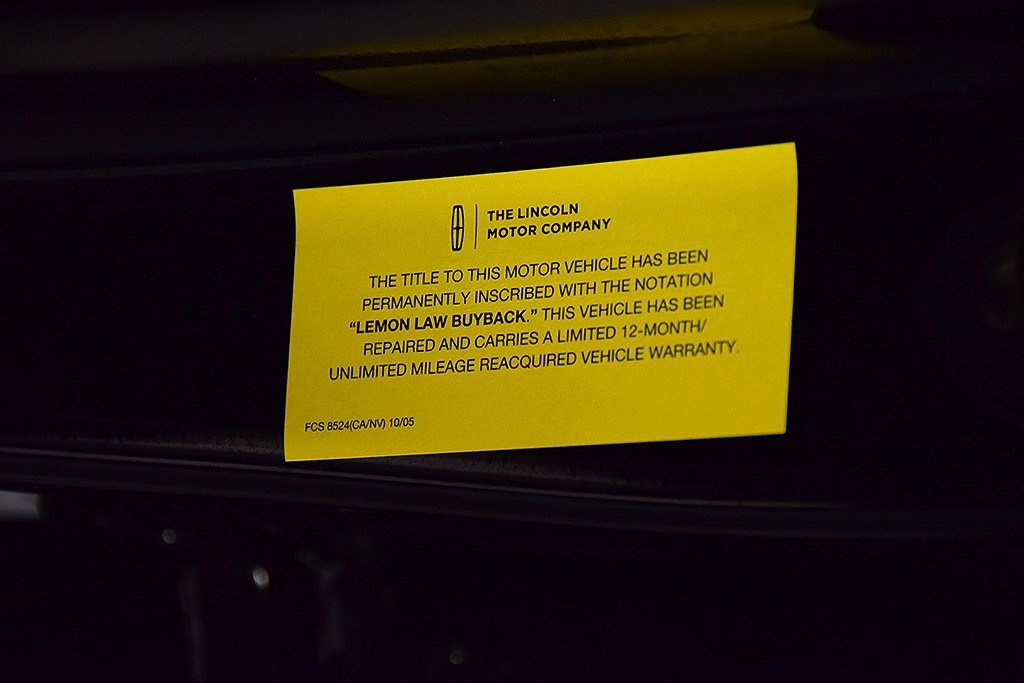 THE LINCOLN
MOTOR COMPANY
THE TITLE TO THIS MOTOR VEHICLE HAS BEEN
PERMANENTLY INSCRIBED WITH THE NOTATION
“LEMON LAW BUYBACK.” THIS VEHICLE HAS BEEN
REPAIRED AND CARRIES A LIMITED 12-MONTH/
UNLIMITED MILEAGE REACQUIRED VEHICLE WARRANTY.
FCS 8524(CA/NV) 10/05